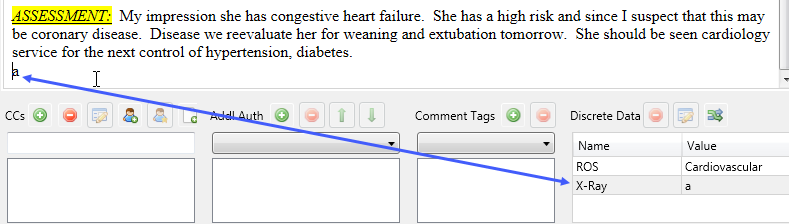 ASSESSMENT: My impression she has congestive heart failure. She has a high risk and since I suspect that this may
be coronary disease. Disease we reevaluate her for weaning and extubation tomorrow. She should be seen cardiology
service for the next control of hypertension, diabetes.
a
CCs Addl Auth Comment Tags Discrete Data
Name Value
ROS Cardiovascular
X-Ray a